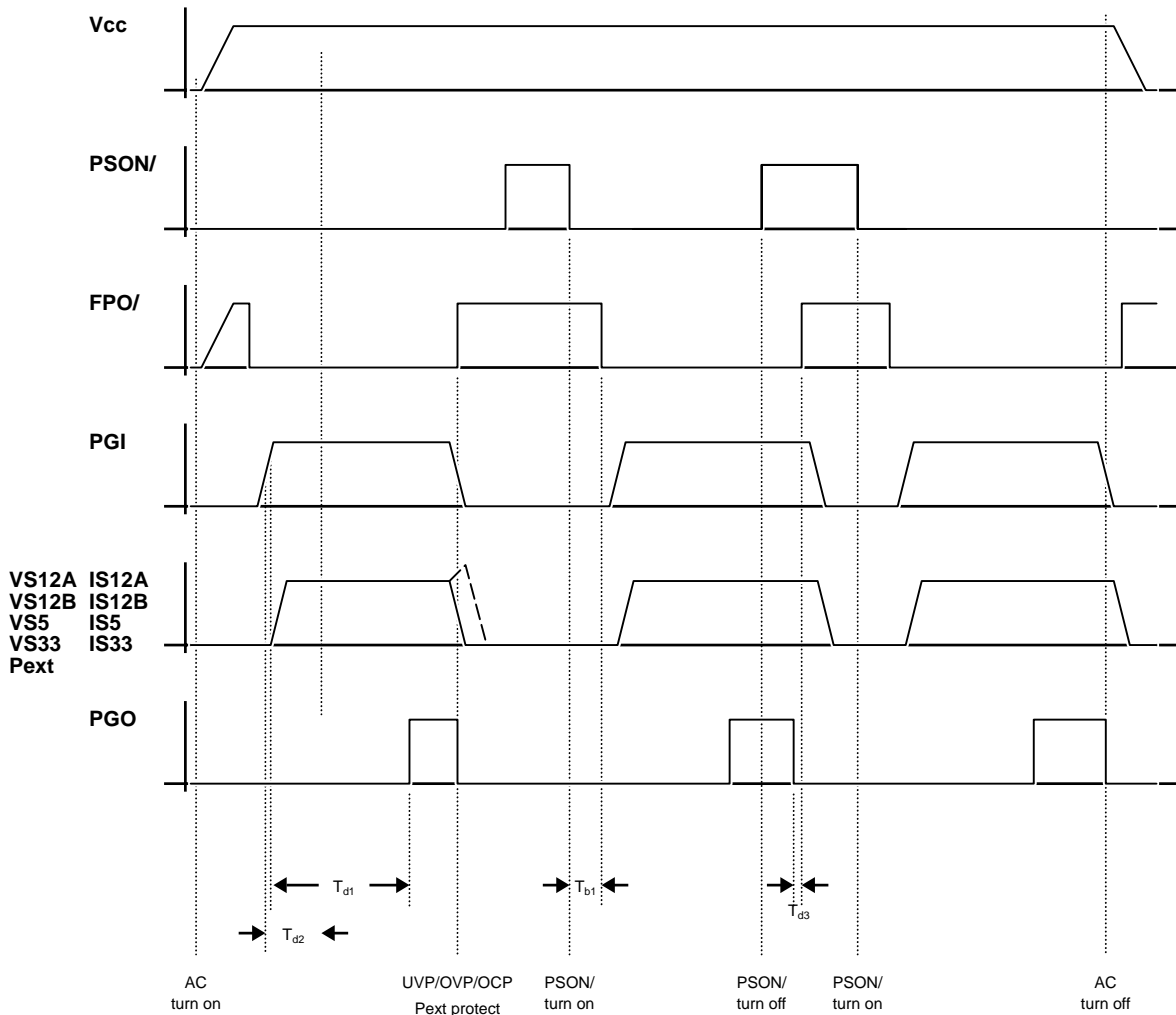 Vcc
PSON/
FPO/
PGI
VS12A IS12A
VS12B IS12B
VS5 IS5
VS33 IS33
Pext
PGO
Td1
Tb1
Td3
Td2
AC
turn on
UVP/OVP/OCP
Pext protect
PSON/
turn on
PSON/
turn off
PSON/
turn on
AC
turn off